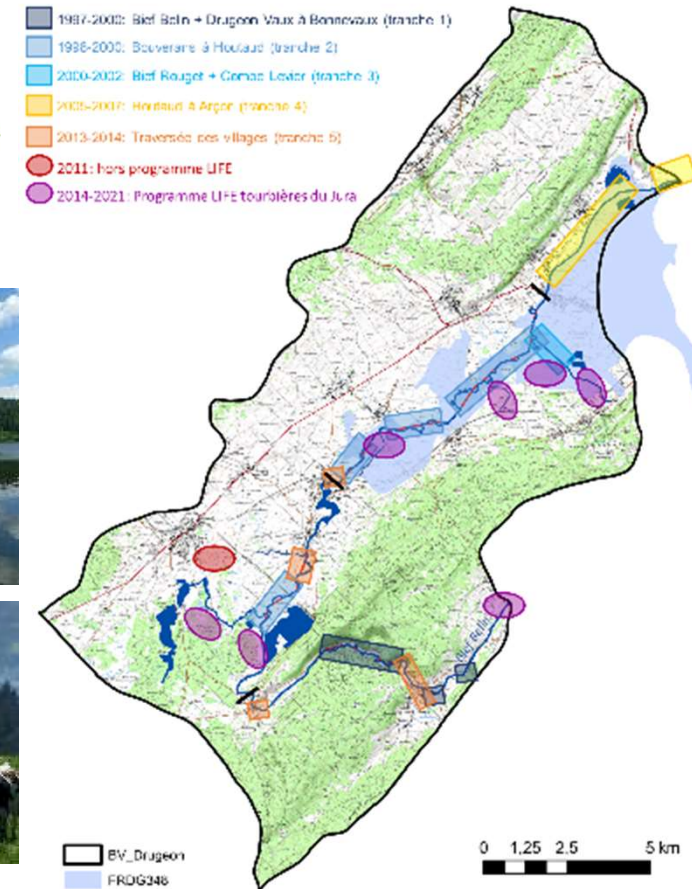 1997-2000: Bief Belin + Drugeon Vaux à Bonnevaux (tranche 1)
1998-2000: Bouverans à Houtaud (tranche 2)
2000-2002: Bief Rouget + Combe Levier (tranche 3)
2005-2007: Houtaud à Arçon (tranche 4)
2013-2014: Traversée des villages (tranche 5)
2011: hors programme LIFE
2014-2021: Programme LIFE tourbières du Jura
Bief Belin
BV_Drugeon
FRDG348
0 1,25 2,5 5 km